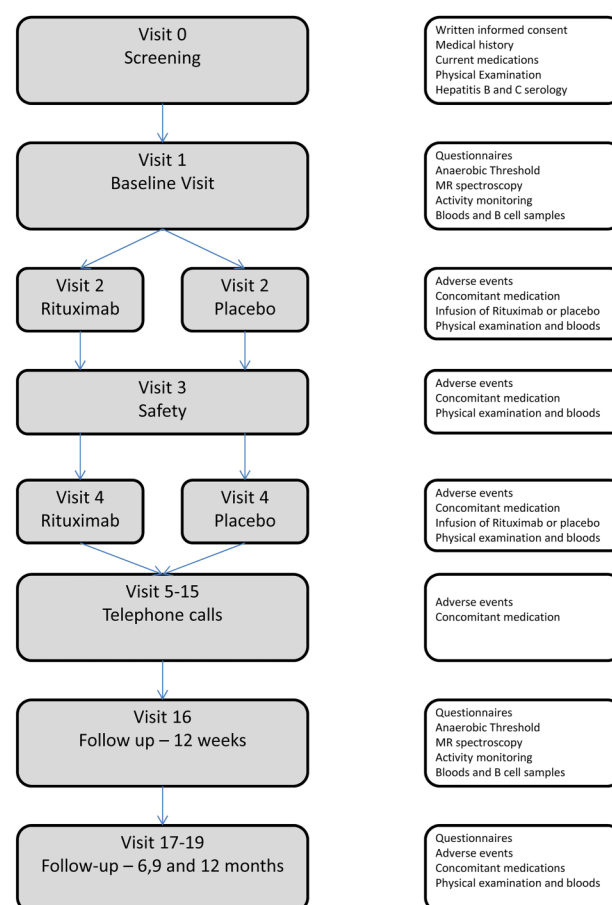 Visit 0
Screening
Written informed consent
Medical history
Current medications
Physical Examination
Hepatitis B and C serology
Visit 1
Baseline Visit
Questionnaires
Anaerobic Threshold
MR spectroscopy
Activity monitoring
Bloods and B cell samples
Visit 2
Rituximab
Visit 2
Placebo
Adverse events
Concomitant medication
Infusion of Rituximab or placebo
Physical examination and bloods
Visit 3
Safety
Adverse events
Concomitant medication
Physical examination and bloods
Visit 4
Rituximab
Visit 4
Placebo
Adverse events
Concomitant medication
Infusion of Rituximab or placebo
Physical examination and bloods
Visit 5-15
Telephone calls
Adverse events
Concomitant medication
Visit 16
Follow up – 12 weeks
Questionnaires
Anaerobic Threshold
MR spectroscopy
Activity monitoring
Bloods and B cell samples
Visit 17-19
Follow-up – 6,9 and 12 months
Questionnaires
Adverse events
Concomitant medications
Physical examination and bloods